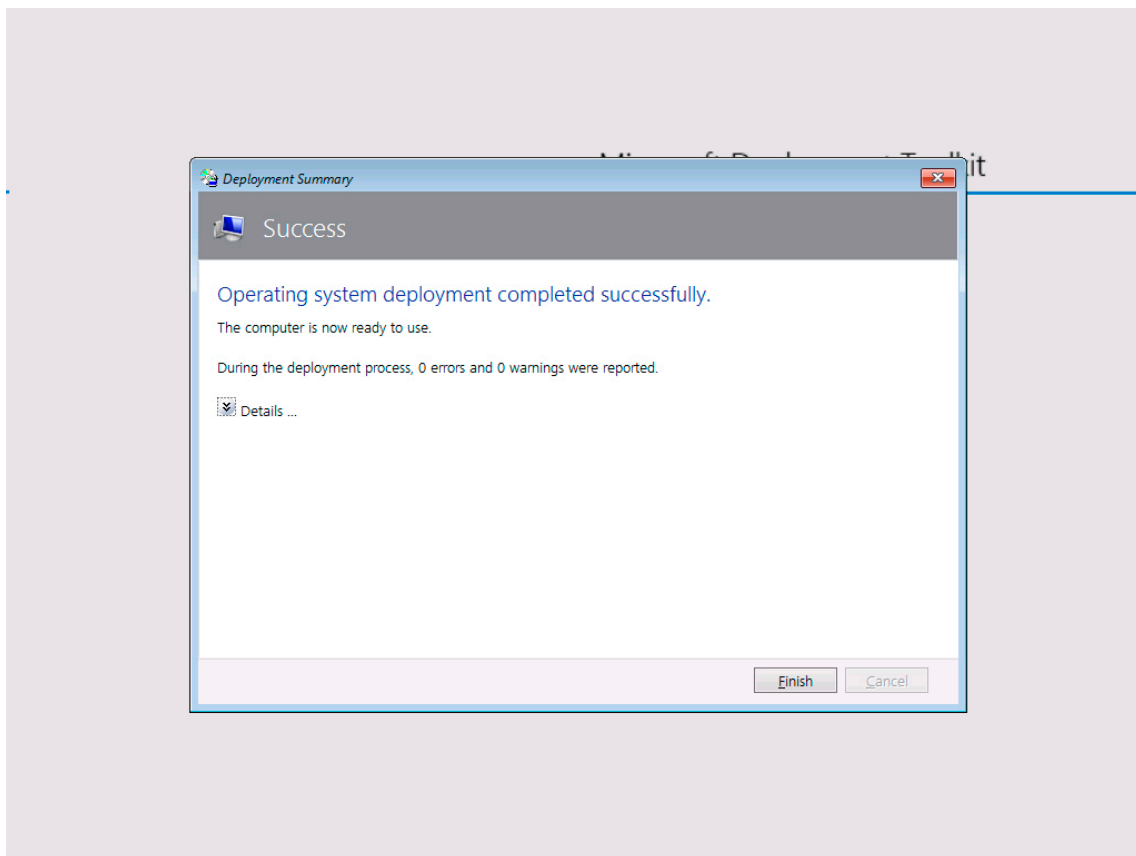 it
Deployment Summary
Success
Operating system deployment completed successfully.
The computer is now ready to use.
During the deployment process, 0 errors and 0 warnings were reported.
Details ...
Finish
Cancel